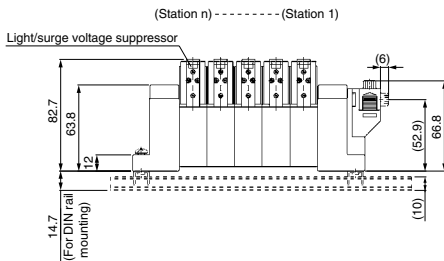 (Station n) -------- (Station 1)
Light/surge voltage suppressor
(6)
82.7
63.8
12
(52.9)
66.8
14.7
(For DIN rail
mounting)
(10)